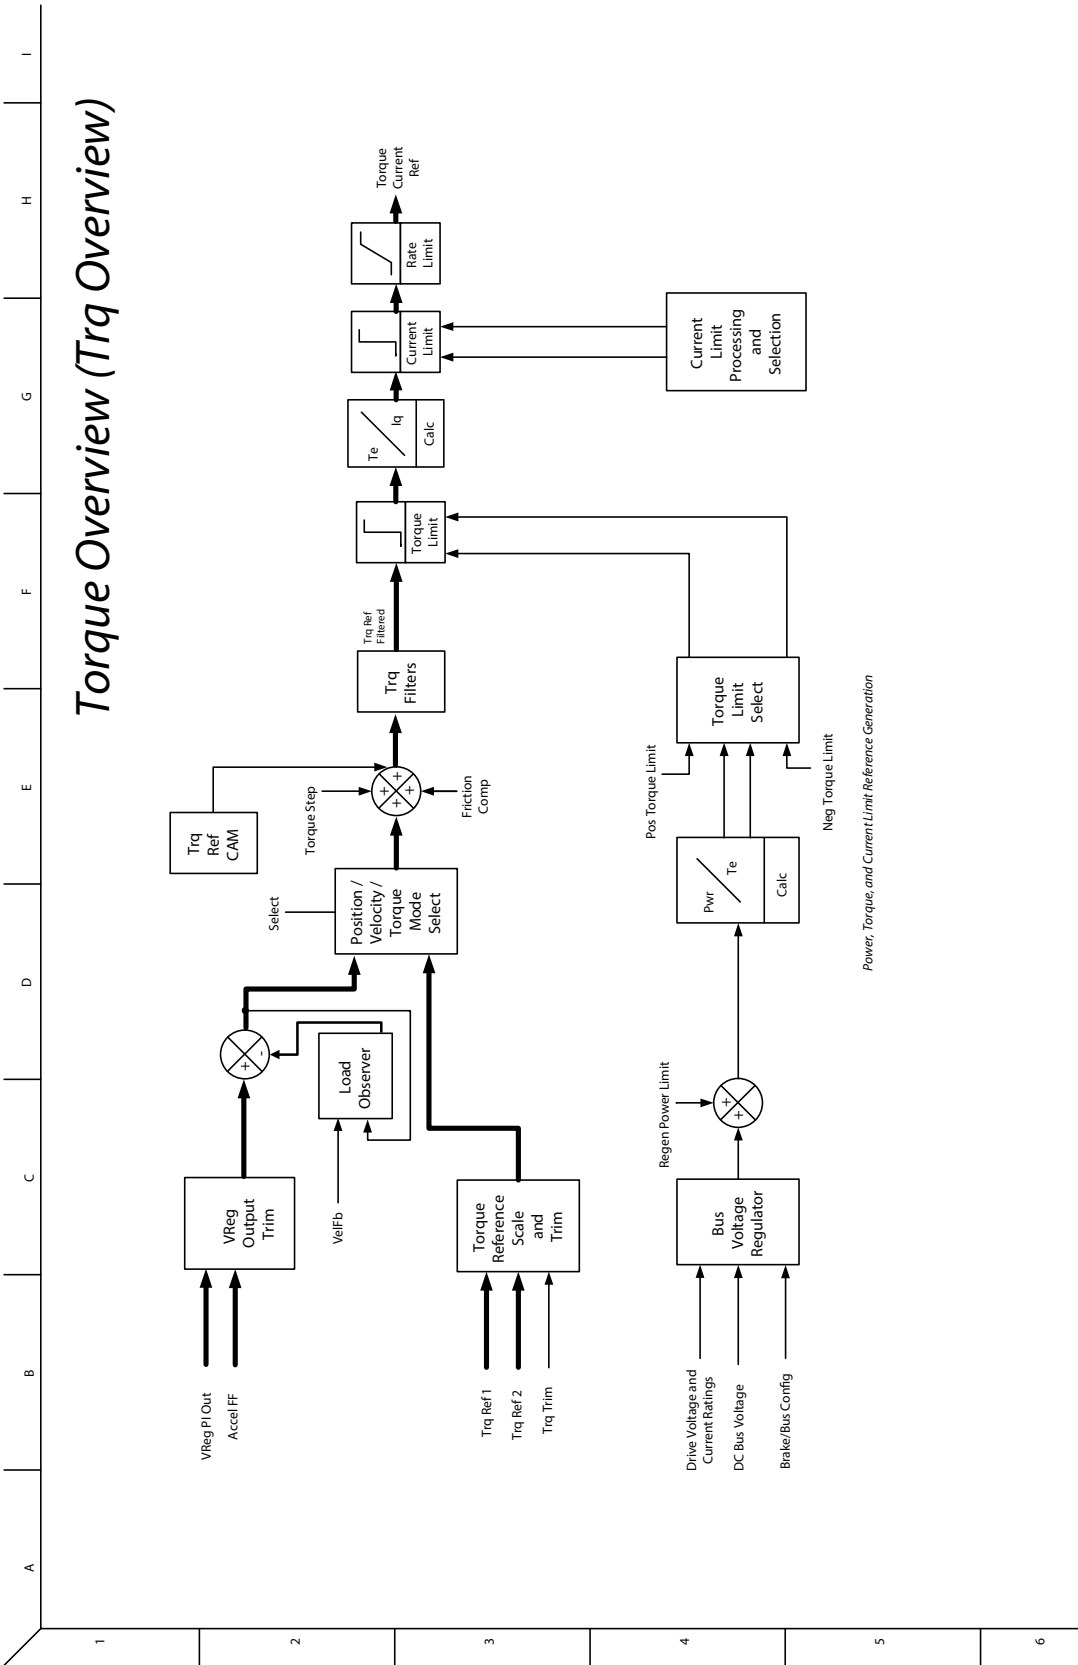 Torque Overview (Trq Overview)
A
B
C
D
E
F
G
H
I
1
2
3
4
5
6
VReg PI Out
Accel FF
VReg
Output
Trim
+
-
VelFb
Load
Observer
Trq Ref 1
Trq Ref 2
Trq Trim
Torque
Reference
Scale
and
Trim
Select
Position /
Velocity /
Torque
Mode
Select
Trq
Ref
CAM
Torque Step
+
+
+
+
Friction
Comp
Trq
Filters
Trq Ref
Filtered
Torque
Limit
Te
Iq
Calc
Current
Limit
Rate
Limit
Torque
Current
Ref
Drive Voltage and
Current Ratings
DC Bus Voltage
Brake/Bus Config
Bus
Voltage
Regulator
Regen Power Limit
+
+
Pwr
Te
Calc
Pos Torque Limit
Neg Torque Limit
Torque
Limit
Select
Current
Limit
Processing
and
Selection
Power, Torque, and Current Limit Reference Generation